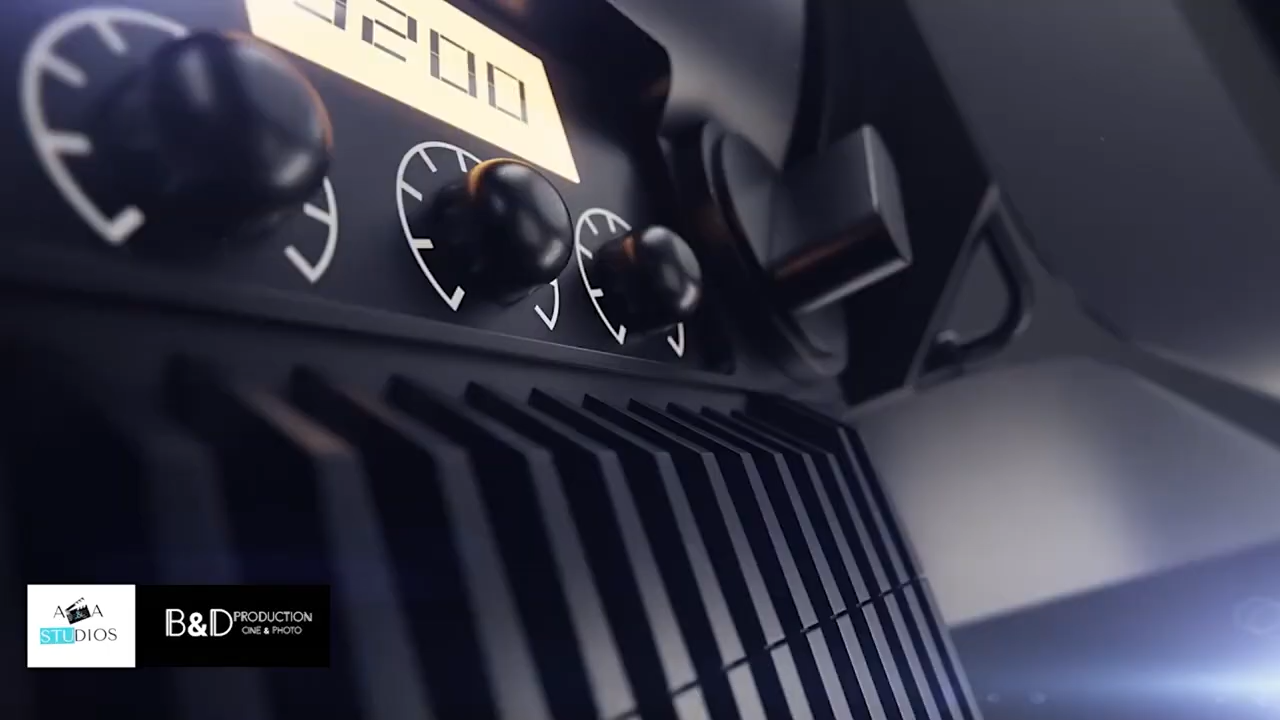 200
A A
STUDIOS
B&D PRODUCTION
CINE & PHOTO